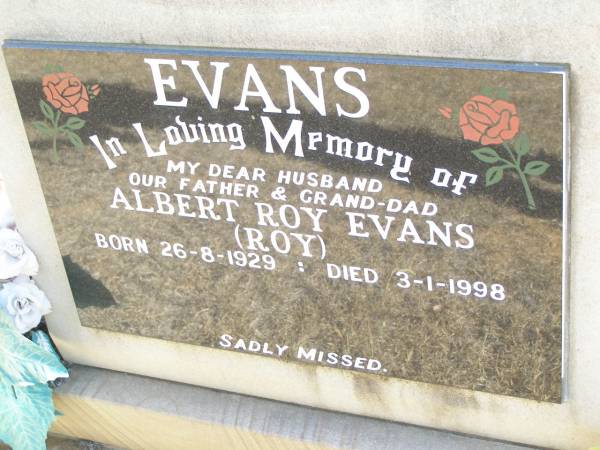 EVANS
In Loving Memory of
MY DEAR HUSBAND
OUR FATHER & GRAND-DAD
ALBERT ROY EVANS
(ROY)
BORN 26-8-1929 : DIED 3-1-1998
SADLY MISSED.